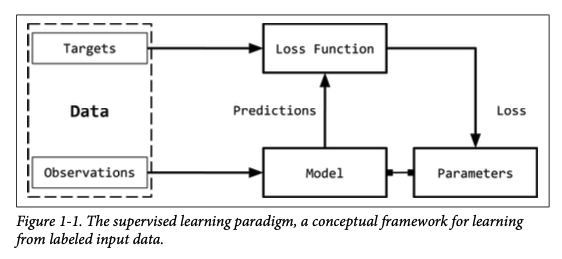 Targets
Loss Function
Data
Predictions
Loss
Observations
Model
Parameters
Figure 1-1. The supervised learning paradigm, a conceptual framework for learning
from labeled input data.